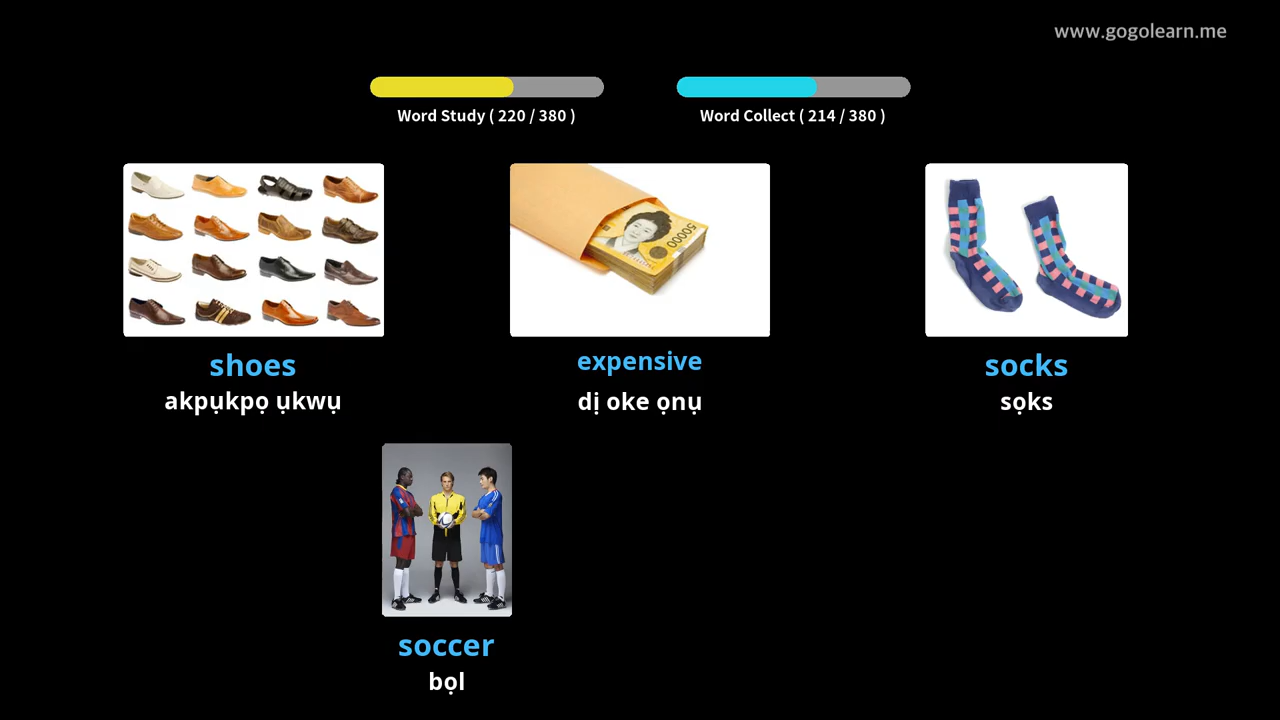 www.gogolearn.me
Word Study ( 220 / 380 )
Word Collect ( 214 / 380 )
50000
shoes
akpụkpọ ụkwụ
expensive
dị oke ọnụ
socks
sọks
soccer
bọl